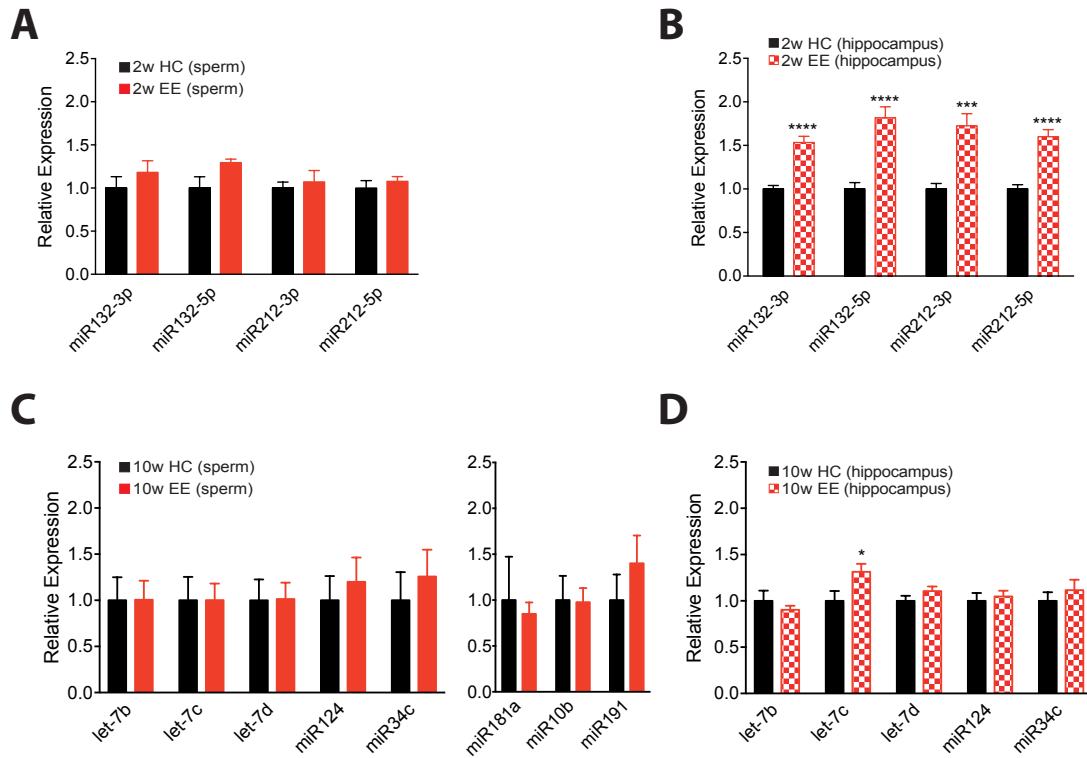 A
2w HC (sperm)
2w EE (sperm)
Relative Expression
2.5
2.0
1.5
1.0
0.5
0.0
miR132-3p
miR132-5p
miR212-3p
miR212-5p
B
2w HC (hippocampus)
2w EE (hippocampus)
Relative Expression
2.5
2.0
1.5
1.0
0.5
0.0
****
****
***
****
miR132-3p
miR132-5p
miR212-3p
miR212-5p
C
10w HC (sperm)
10w EE (sperm)
Relative Expression
2.5
2.0
1.5
1.0
0.5
0.0
let-7b
let-7c
let-7d
miR124
miR34c
2.5
2.0
1.5
1.0
0.5
0.0
miR181a
miR10b
miR191
D
10w HC (hippocampus)
10w EE (hippocampus)
Relative Expression
2.5
2.0
1.5
1.0
0.5
0.0
*
let-7b
let-7c
let-7d
miR124
miR34c